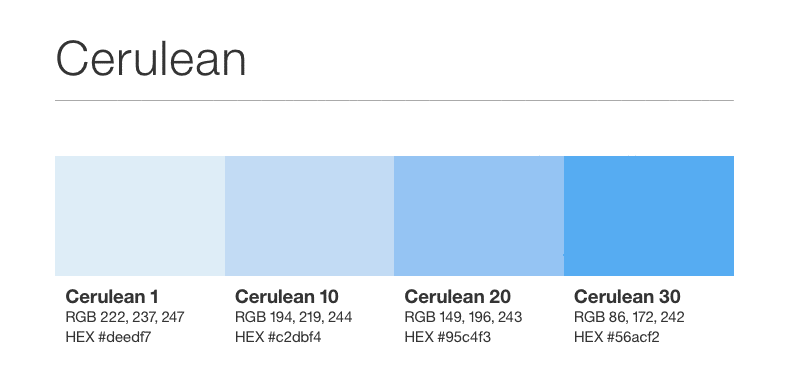 Cerulean
Cerulean 1
RGB 222, 237, 247
HEX #deedf7
Cerulean 10
RGB 194, 219, 244
HEX #c2dbf4
Cerulean 20
RGB 149, 196, 243
HEX #95c4f3
Cerulean 30
RGB 86, 172, 242
HEX #56acf2